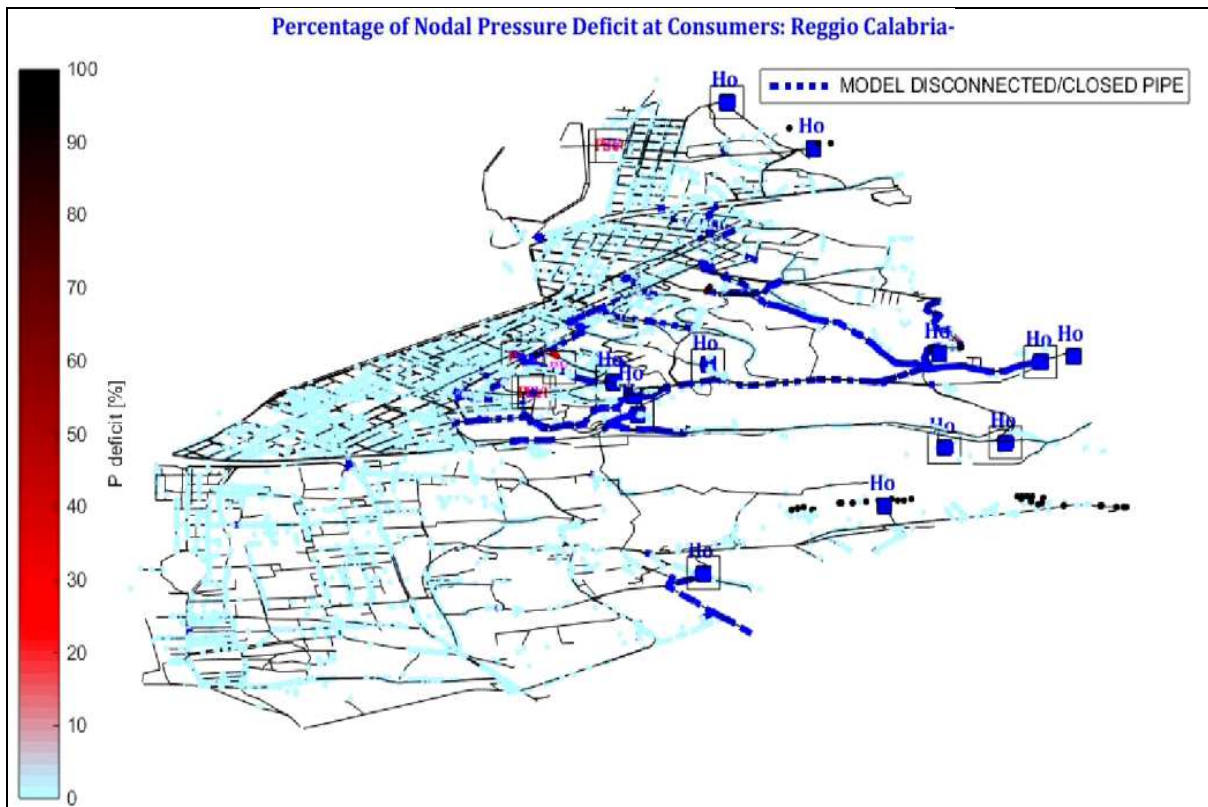 Percentage of Nodal Pressure Deficit at Consumers: Reggio Calabria-
MODEL DISCONNECTED/CLOSED PIPE
P deficit [%]
100
90
80
70
60
50
40
30
20
10
0
Ho
Ho
Ho
Ho
Ho
Ho
Ho
Ho
Ho
Ho
Ho
Ho